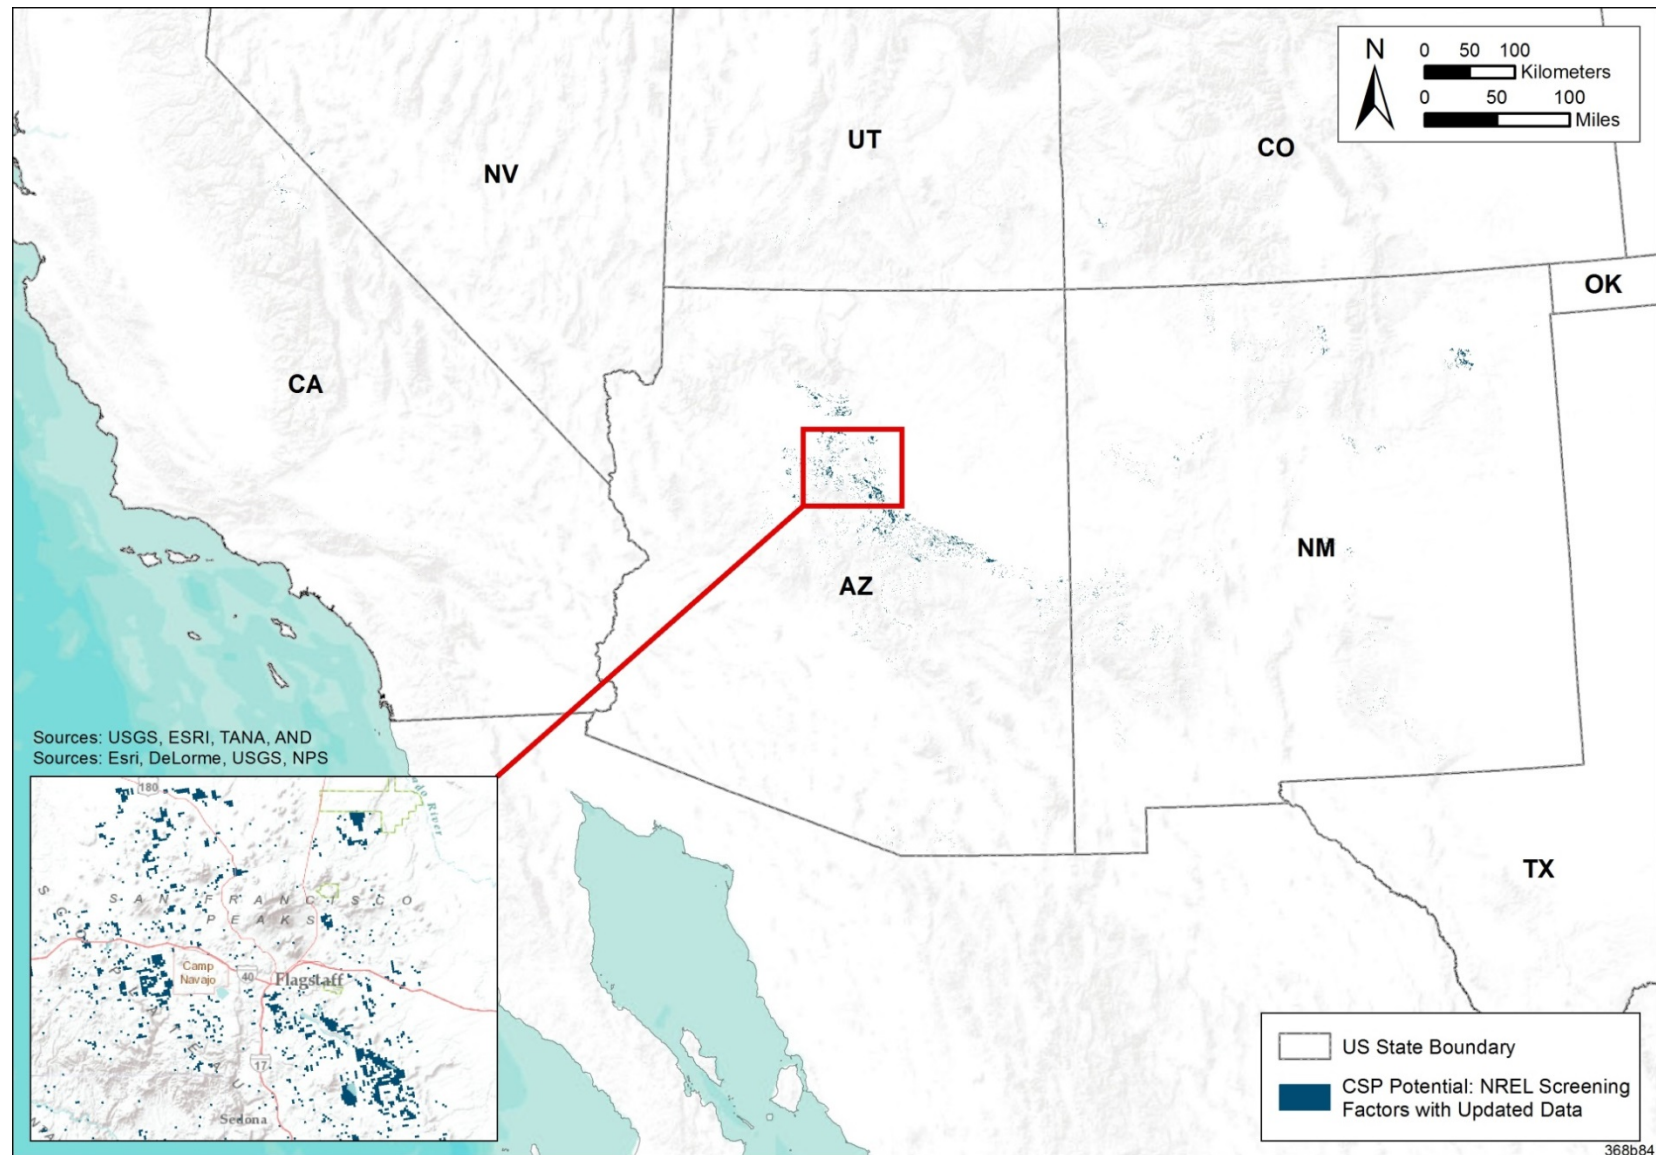 N
0 50 100
Kilometers
0 50 100
Miles
UT
CO
NV
OK
CA
NM
AZ
TX
Sources: USGS, ESRI, TANA, AND
Sources: Esri, DeLorme, USGS, NPS
180
River
SAN FRANCISCO
PEAKS
Camp
Navajo
40
Flagstaff
17
Sedona
US State Boundary
CSP Potential: NREL Screening
Factors with Updated Data
368b84